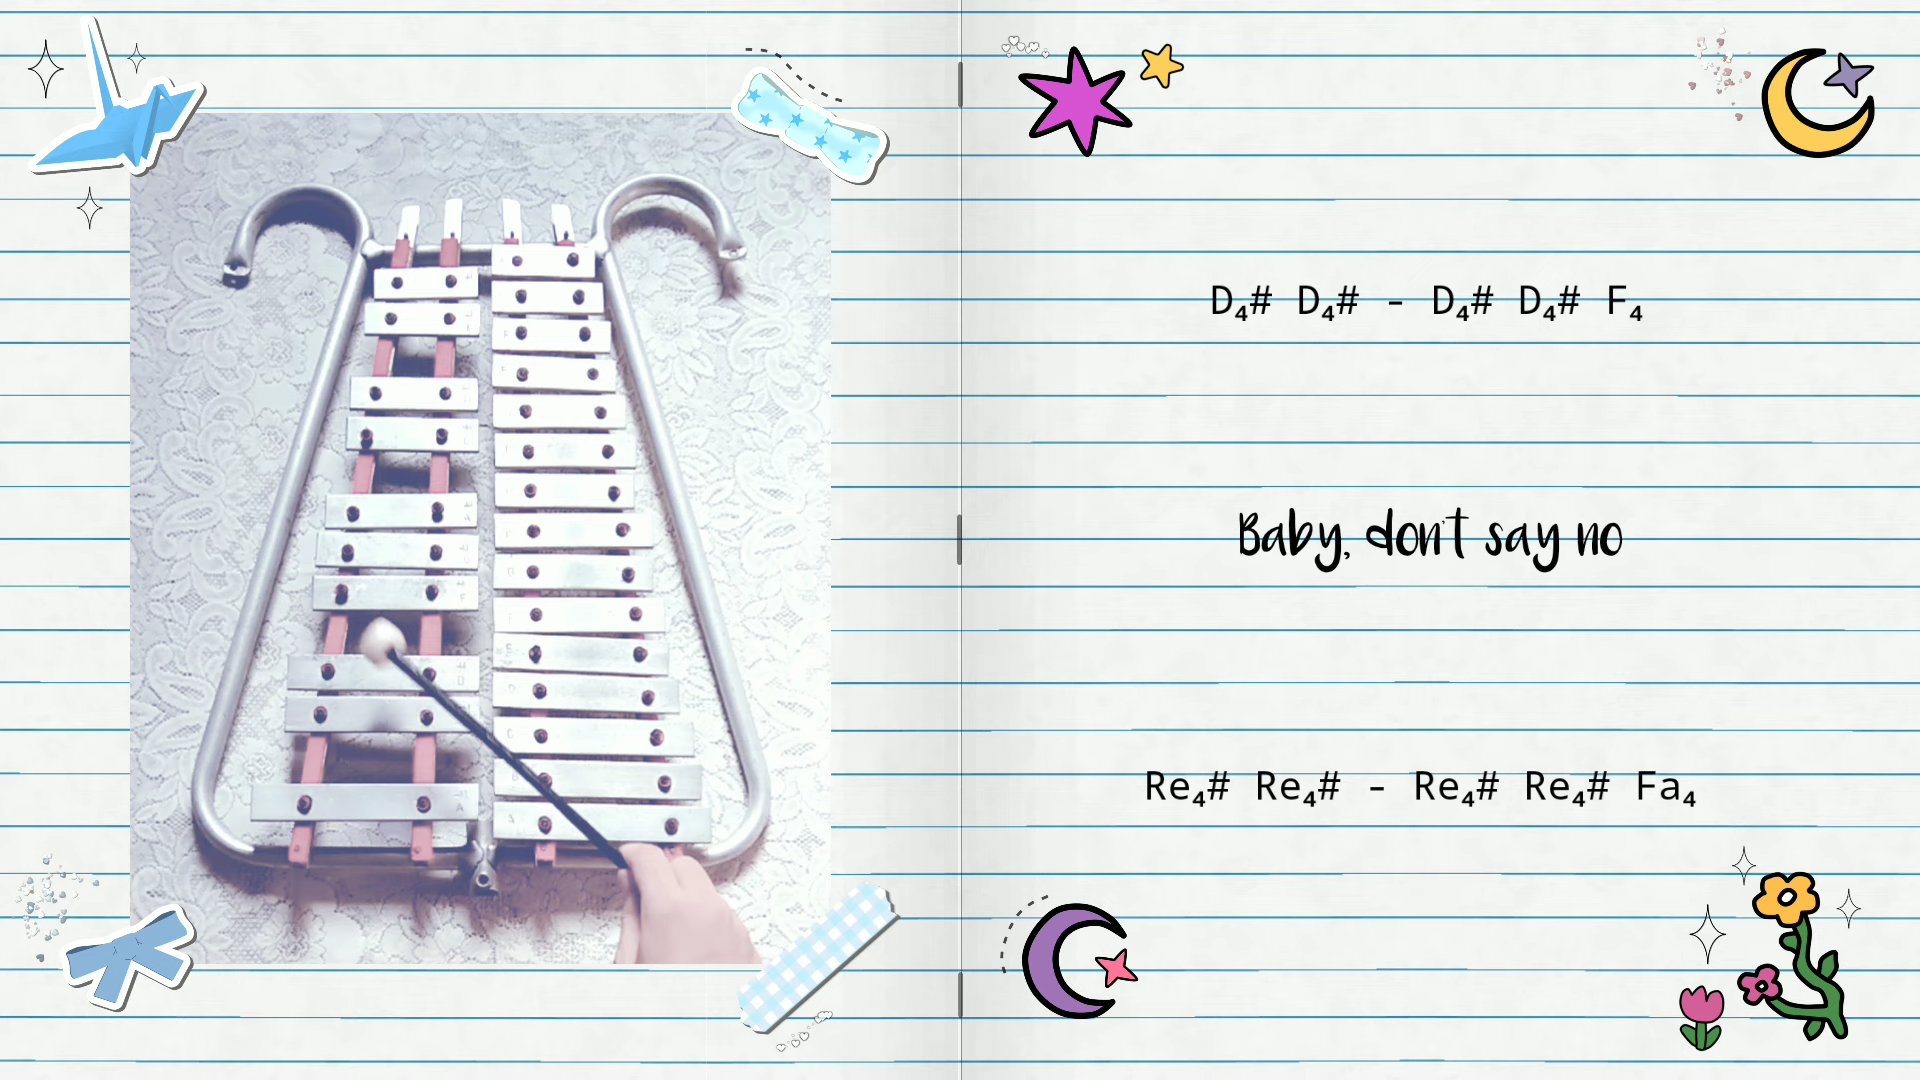 D₄# D₄# - D₄# D₄# F₄
Baby, don't say no
Re₄# Re₄# - Re₄# Re₄# Fa₄